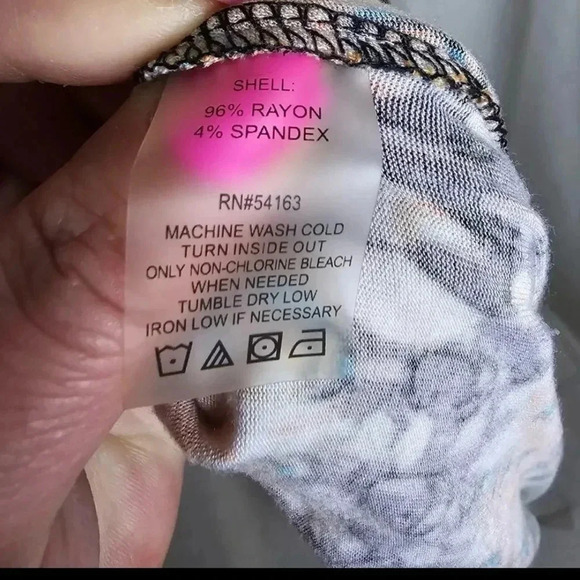 SHELL:
96% RAYON
4% SPANDEX
RN#54163
MACHINE WASH COLD
TURN INSIDE OUT
ONLY NON-CHLORINE BLEACH
WHEN NEEDED
TUMBLE DRY LOW
IRON LOW IF NECESSARY